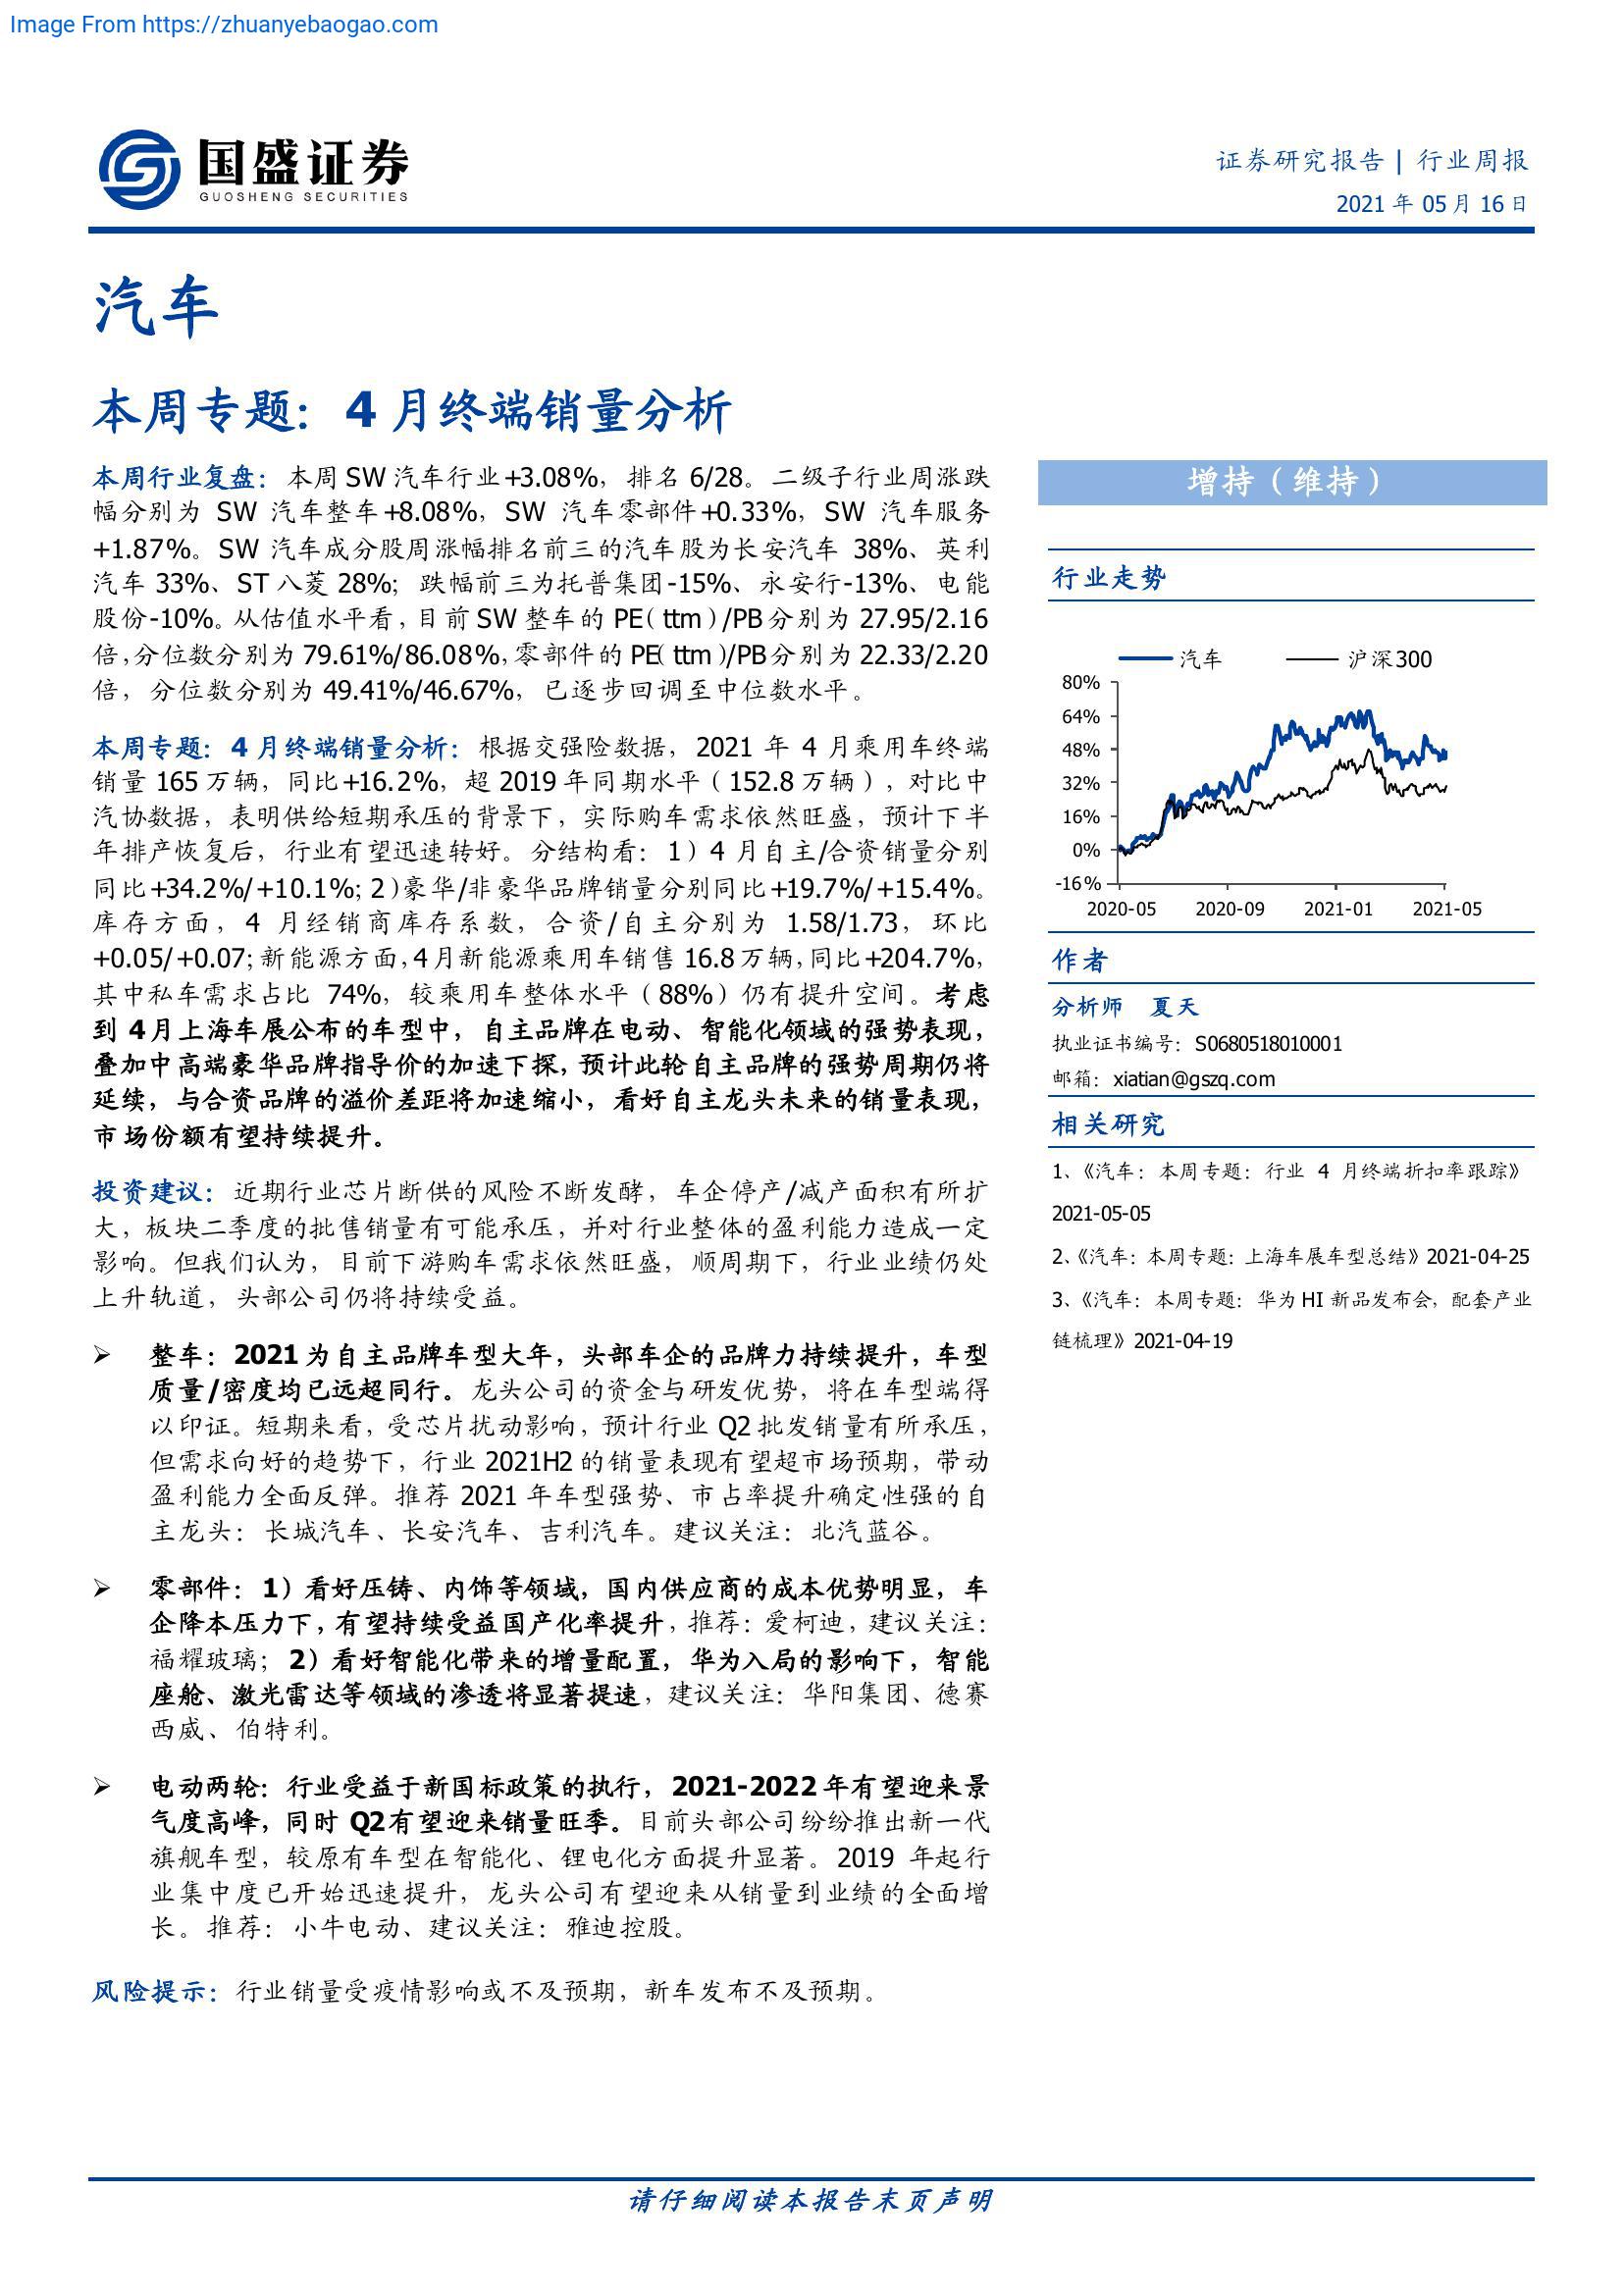 Image From https://zhuanyebaogao.com
国盛证券
GUOSHENG SECURITIES
证券研究报告 | 行业周报
2021 年 05 月 16 日
汽车
本周专题：4 月终端销量分析
本周行业复盘：本周 SW 汽车行业+3.08%，排名 6/28。二级子行业周涨跌
幅分别为 SW 汽车整车+8.08%，SW 汽车零部件+0.33%，SW 汽车服务
+1.87%。SW 汽车成分股周涨幅排名前三的汽车股为长安汽车 38%、英利
汽车 33%、ST 八菱 28%；跌幅前三为托普集团-15%、永安行-13%、电能
股份-10%。从估值水平看，目前 SW 整车的 PE（ttm）/PB 分别为 27.95/2.16
倍，分位数分别为 79.61%/86.08%，零部件的 PE（ttm）/PB 分别为 22.33/2.20
倍，分位数分别为 49.41%/46.67%，已逐步回调至中位数水平。
本周专题：4 月终端销量分析：根据交强险数据，2021 年 4 月乘用车终端
销量 165 万辆，同比+16.2%，超 2019 年同期水平（152.8 万辆），对比中
汽协数据，表明供给短期承压的背景下，实际购车需求依然旺盛，预计下半
年排产恢复后，行业有望迅速转好。分结构看：1）4 月自主/合资销量分别
同比+34.2%/+10.1%；2）豪华/非豪华品牌销量分别同比+19.7%/+15.4%。
库存方面，4 月经销商库存系数，合资/自主分别为 1.58/1.73，环比
+0.05/+0.07；新能源方面，4 月新能源乘用车销售 16.8 万辆，同比+204.7%，
其中私车需求占比 74%，较乘用车整体水平（88%）仍有提升空间。考虑
到 4 月上海车展公布的车型中，自主品牌在电动、智能化领域的强势表现，
叠加中高端豪华品牌指导价的加速下探，预计此轮自主品牌的强势周期仍将
延续，与合资品牌的溢价差距将加速缩小，看好自主龙头未来的销量表现，
市场份额有望持续提升。
投资建议：近期行业芯片断供的风险不断发酵，车企停产/减产面积有所扩
大，板块二季度的批售销量有可能承压，并对行业整体的盈利能力造成一定
影响。但我们认为，目前下游购车需求依然旺盛，顺周期下，行业业绩仍处
上升轨道，头部公司仍将持续受益。
➢ 整车：2021 为自主品牌车型大年，头部车企的品牌力持续提升，车型
质量/密度均已远超同行。龙头公司的资金与研发优势，将在车型端得
以印证。短期来看，受芯片扰动影响，预计行业 Q2 批发销量有所承压，
但需求向好的趋势下，行业 2021H2 的销量表现有望超市场预期，带动
盈利能力全面反弹。推荐 2021 年车型强势、市占率提升确定性强的自
主龙头：长城汽车、长安汽车、吉利汽车。建议关注：北汽蓝谷。
➢ 零部件：1）看好压铸、内饰等领域，国内供应商的成本优势明显，车
企降本压力下，有望持续受益国产化率提升，推荐：爱柯迪，建议关注：
福耀玻璃；2）看好智能化带来的增量配置，华为入局的影响下，智能
座舱、激光雷达等领域的渗透将显著提速，建议关注：华阳集团、德赛
西威、伯特利。
➢ 电动两轮：行业受益于新国标政策的执行，2021-2022 年有望迎来景
气度高峰，同时 Q2 有望迎来销量旺季。目前头部公司纷纷推出新一代
旗舰车型，较原有车型在智能化、锂电化方面提升显著。2019 年起行
业集中度已开始迅速提升，龙头公司有望迎来从销量到业绩的全面增
长。推荐：小牛电动、建议关注：雅迪控股。
风险提示：行业销量受疫情影响或不及预期，新车发布不及预期。
增持（维持）
行业走势
汽车 沪深300
80%
64%
48%
32%
16%
0%
-16%
2020-05 2020-09 2021-01 2021-05
作者
分析师 夏天
执业证书编号：S0680518010001
邮箱：xiatian@gszq.com
相关研究
1、《汽车：本周专题：行业 4 月终端折扣率跟踪》
2021-05-05
2、《汽车：本周专题：上海车展车型总结》2021-04-25
3、《汽车：本周专题：华为 HI 新品发布会，配套产业
链梳理》2021-04-19
请仔细阅读本报告末页声明